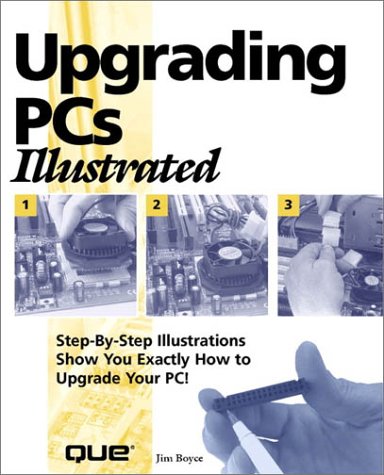 Upgrading
PCs
Illustrated
1 2 3
Step-By-Step Illustrations
Show You Exactly How to
Upgrade Your PC!
QUE®
Jim Boyce